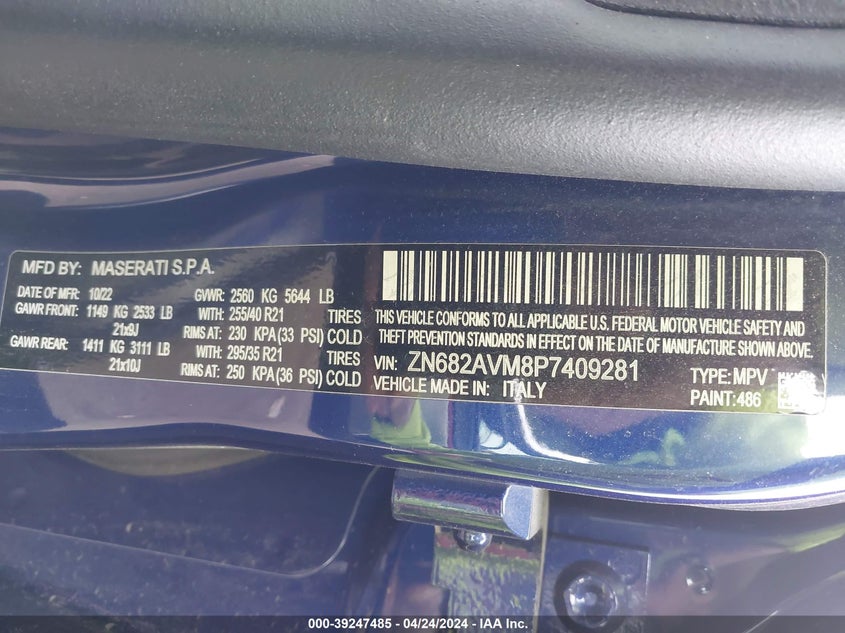 MFD BY: MASERATI S.P.A.
DATE OF MFR: 10/22 GVWR: 2560 KG 5644 LB
GAWR FRONT: 1149 KG 2533 LB WITH: 255/40 R21 TIRES
21x9J RIMS AT: 230 KPA (33 PSI) COLD
GAWR REAR: 1411 KG 3111 LB WITH: 295/35 R21 TIRES
21x10J RIMS AT: 250 KPA (36 PSI) COLD
THIS VEHICLE CONFORMS TO ALL APPLICABLE U.S. FEDERAL MOTOR VEHICLE SAFETY AND
THEFT PREVENTION STANDARDS IN EFFECT ON THE DATE OF MANUFACTURE SHOWN ABOVE.
VIN: ZN682AVM8P7409281 TYPE: MPV
VEHICLE MADE IN: ITALY PAINT: 486
000-39247485 - 04/24/2024 - IAA Inc.